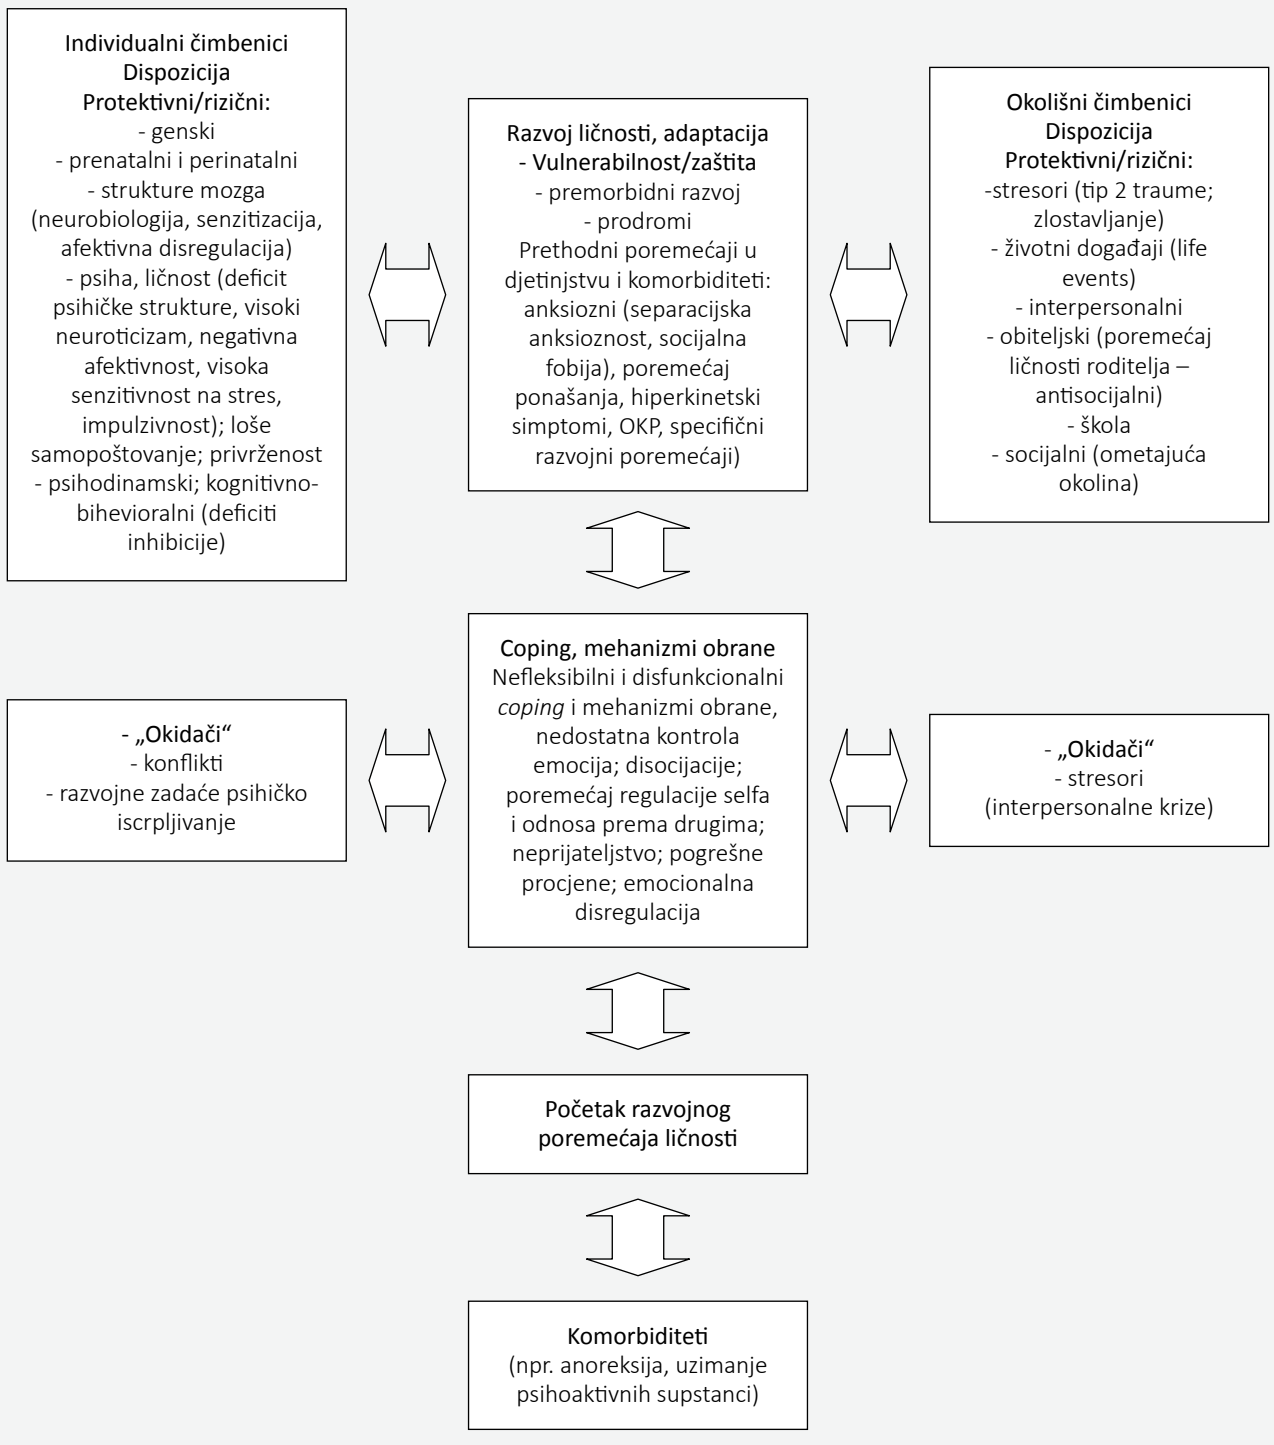 Individualni čimbenici
Dispozicija
Protektivni/rizični:
- genski
- prenatalni i perinatalni
- strukture mozga
(neurobiologija, senzitizacija,
afektivna disregulacija)
- psiha, ličnost (deficit
psihičke strukture, visoki
neuroticizam, negativna
afektivnost, visoka
senzitivnost na stres,
impulzivnost); loše
samopoštovanje; privrženost
- psihodinamski; kognitivno-
bihevioralni (deficiti
inhibicije)
Razvoj ličnosti, adaptacija
- Vulnerabilnost/zaštita
- premorbidni razvoj
- prodromi
Prethodni poremećaji u
djetinjstvu i komorbiditeti:
anksiozni (separacijska
anksioznost, socijalna
fobija), poremećaj
ponašanja, hiperkinetski
simptomi, OKP, specifični
razvojni poremećaji)
Okolišni čimbenici
Dispozicija
Protektivni/rizični:
-stresori (tip 2 traume;
zlostavljanje)
- životni događaji (life
events)
- interpersonalni
- obiteljski (poremećaj
ličnosti roditelja –
antisocijalni)
- škola
- socijalni (ometajuća
okolina)
- „Okidači“
- konflikti
- razvojne zadaće psihičko
iscrpljivanje
Coping, mehanizmi obrane
Nefleksibilni i disfunkcionalni
coping i mehanizmi obrane,
nedostatna kontrola
emocija; disocijacije;
poremećaj regulacije selfa
i odnosa prema drugima;
neprijateljstvo; pogrešne
procjene; emocionalna
disregulacija
- „Okidači“
- stresori
(interpersonalne krize)
Početak razvojnog
poremećaja ličnosti
Komorbiditeti
(npr. anoreksija, uzimanje
psihoaktivnih supstanci)